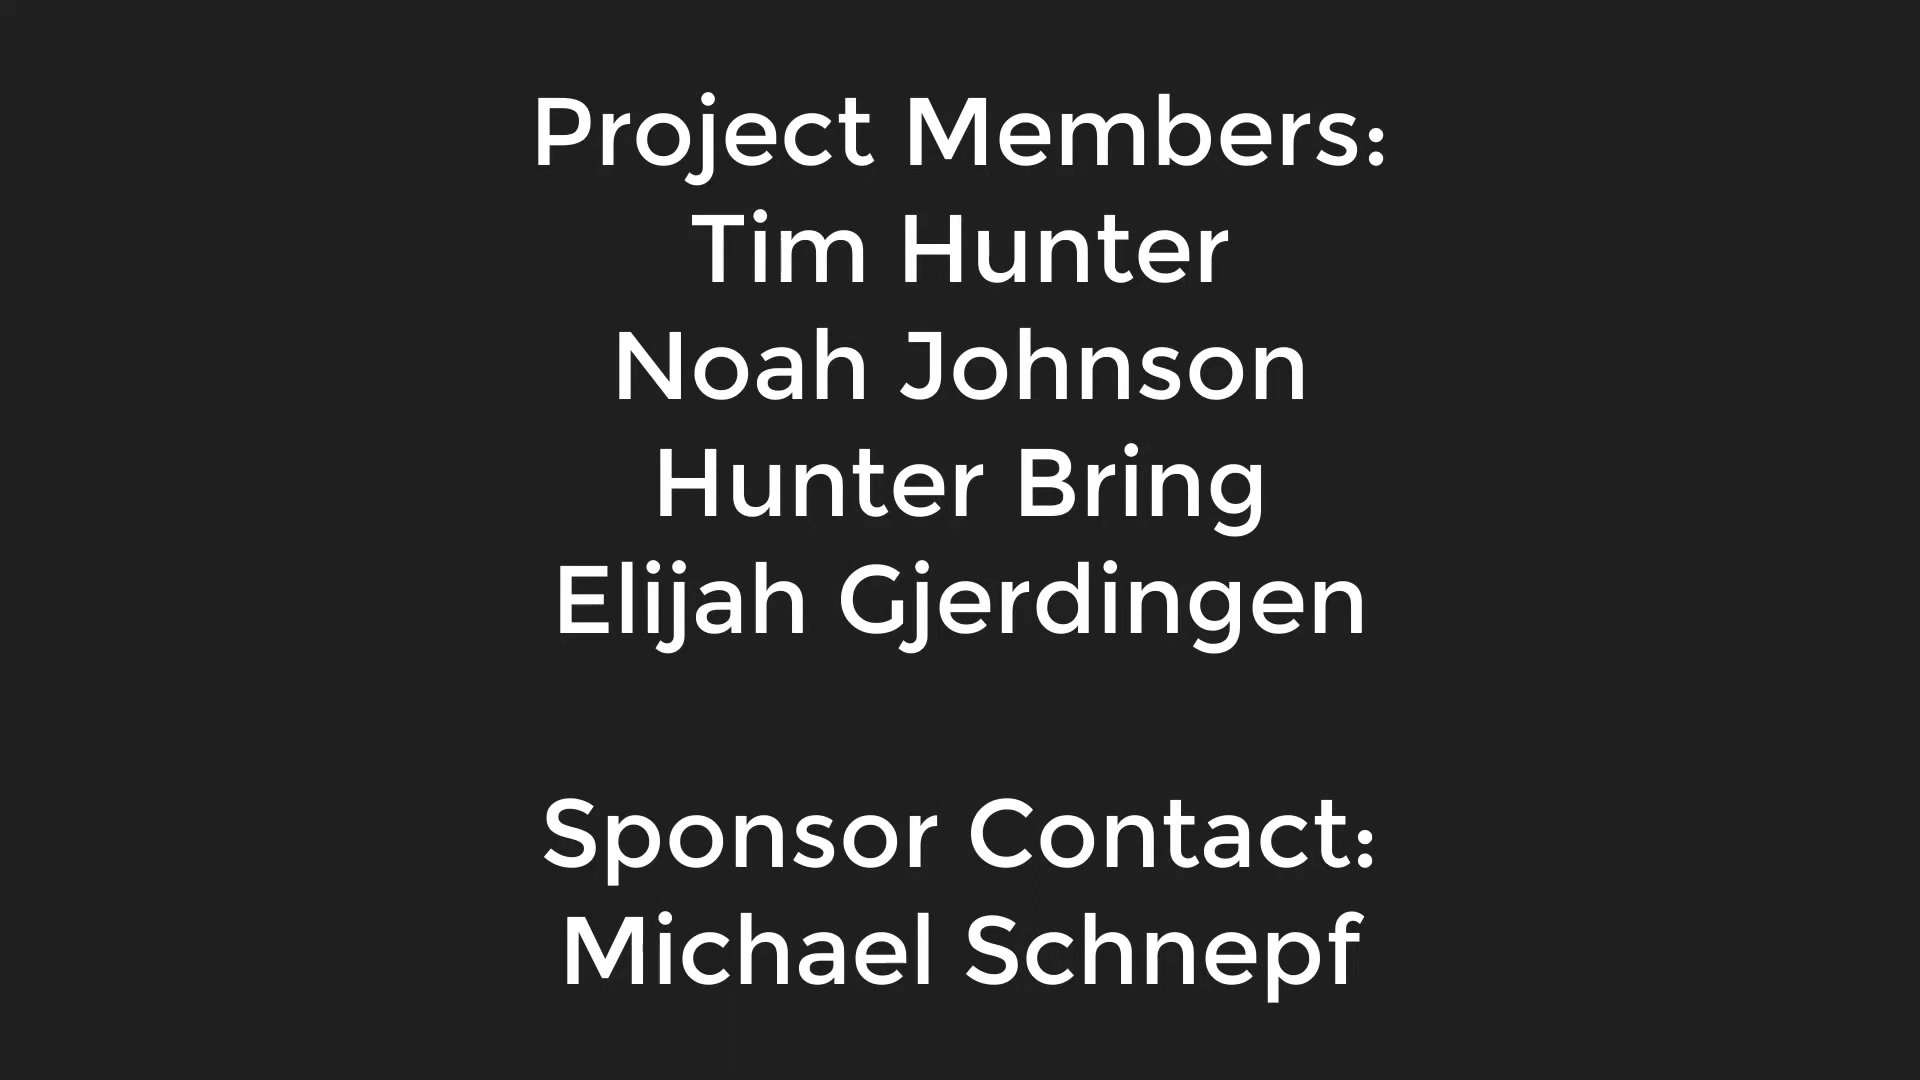 Project Members:
Tim Hunter
Noah Johnson
Hunter Bring
Elijah Gjerdingen
Sponsor Contact:
Michael Schnepf